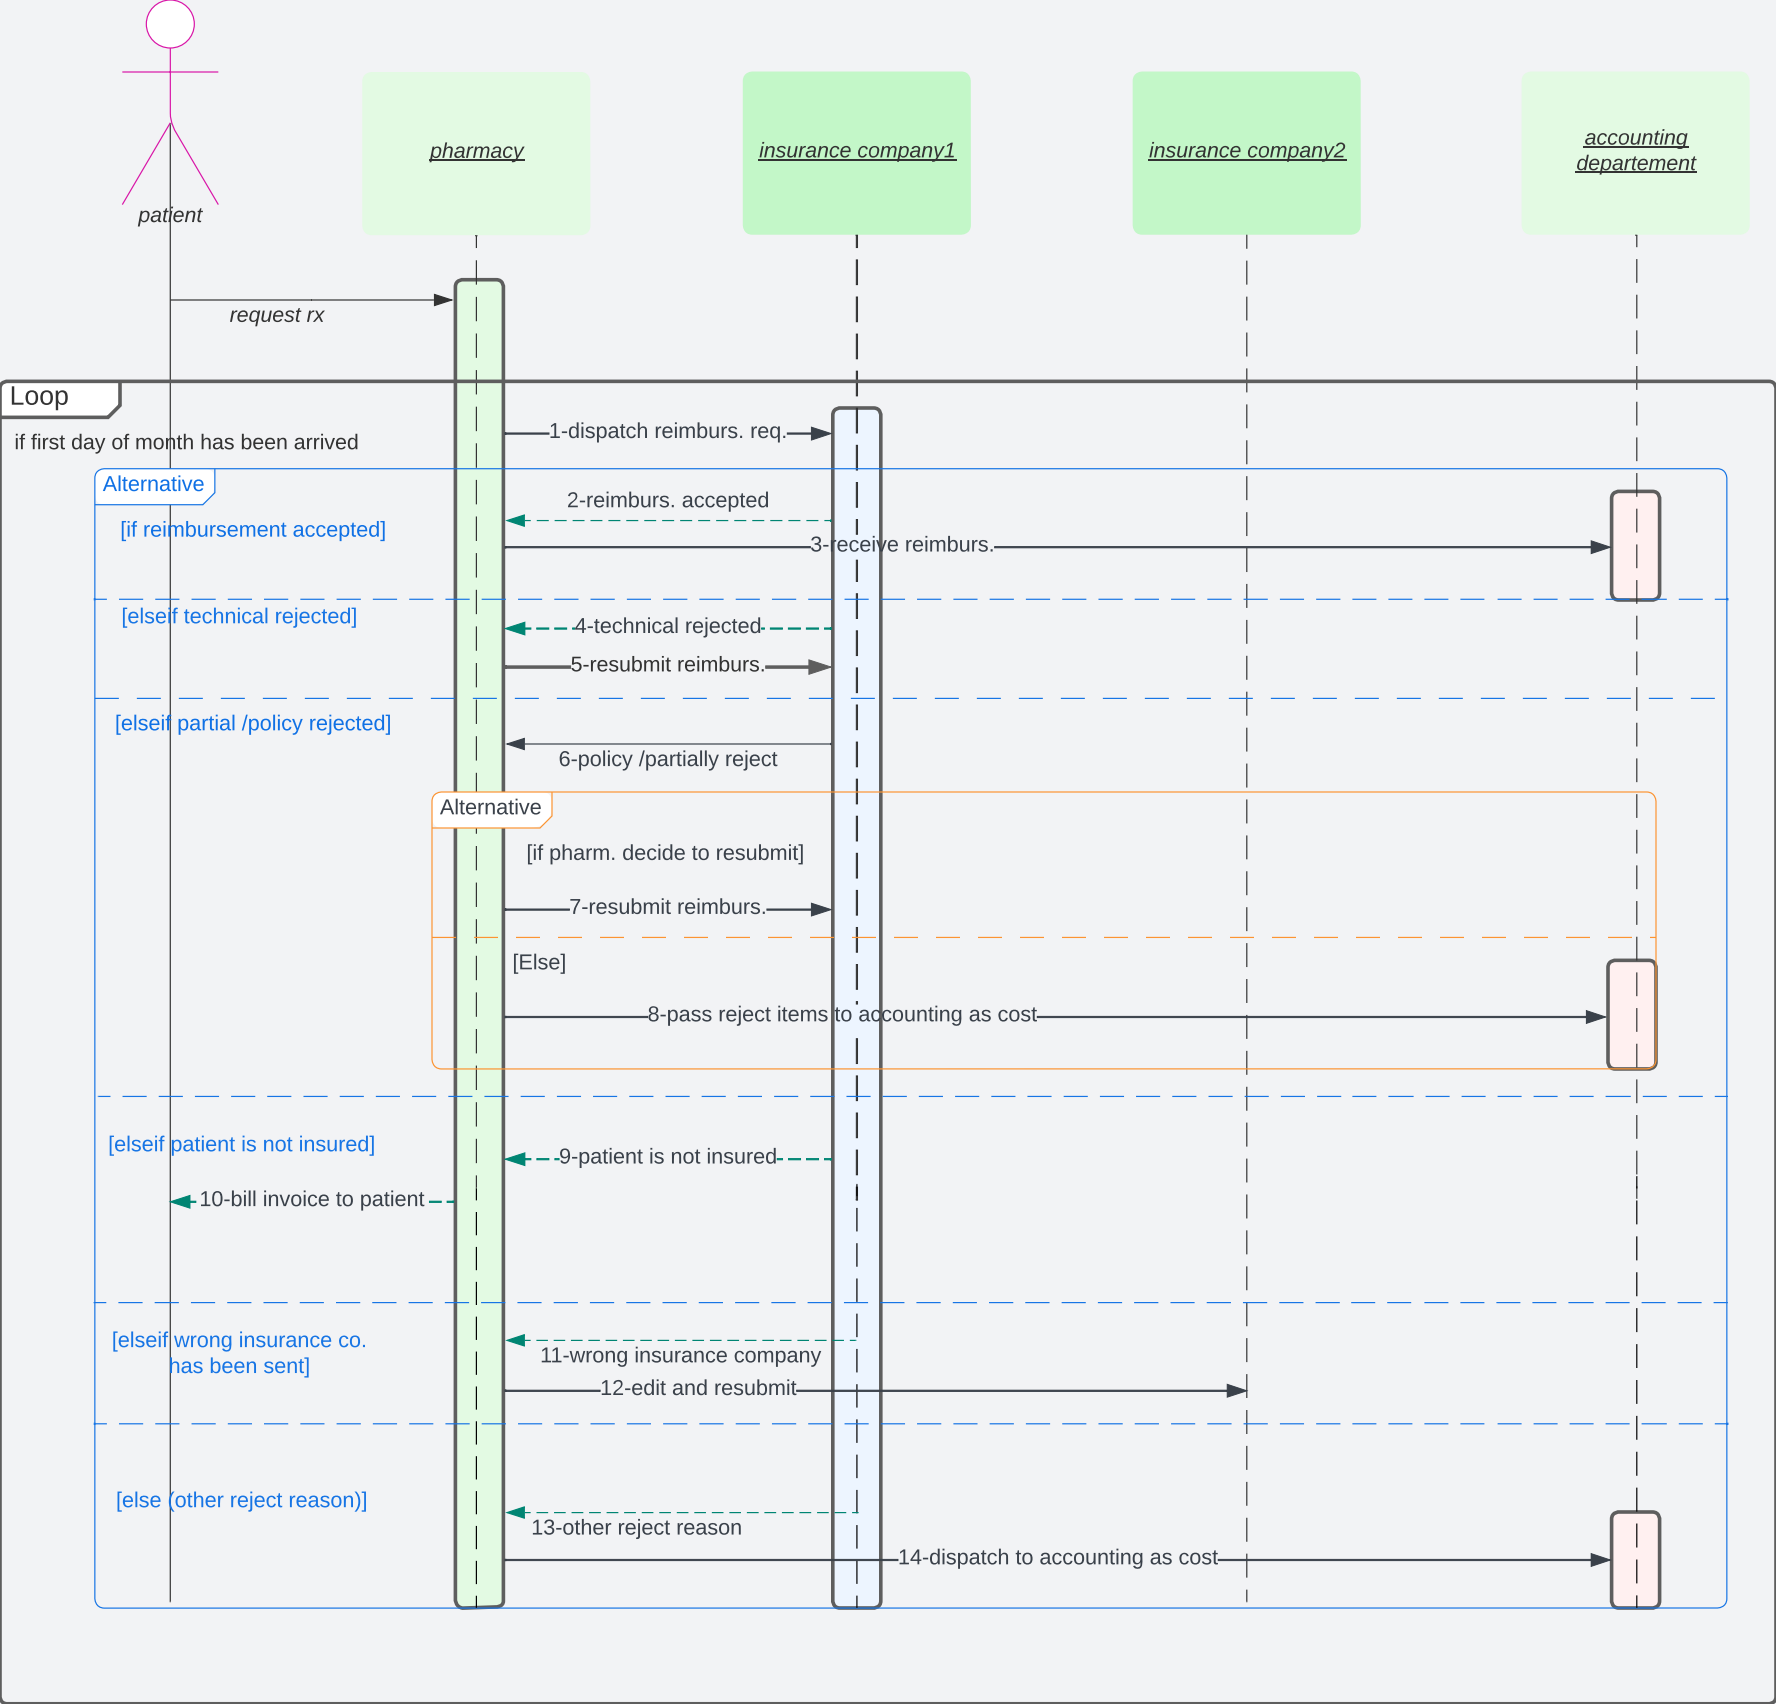 patient
pharmacy
insurance company1
insurance company2
accounting
departement
request rx
Loop
if first day of month has been arrived
1-dispatch reimburs. req.
Alternative
2-reimburs. accepted
[if reimbursement accepted]
3-receive reimburs.
[elseif technical rejected]
4-technical rejected
5-resubmit reimburs.
[elseif partial /policy rejected]
6-policy /partially reject
Alternative
[if pharm. decide to resubmit]
7-resubmit reimburs.
[Else]
8-pass reject items to accounting as cost
[elseif patient is not insured]
9-patient is not insured
10-bill invoice to patient
[elseif wrong insurance co.
has been sent]
11-wrong insurance company
12-edit and resubmit
[else (other reject reason)]
13-other reject reason
14-dispatch to accounting as cost